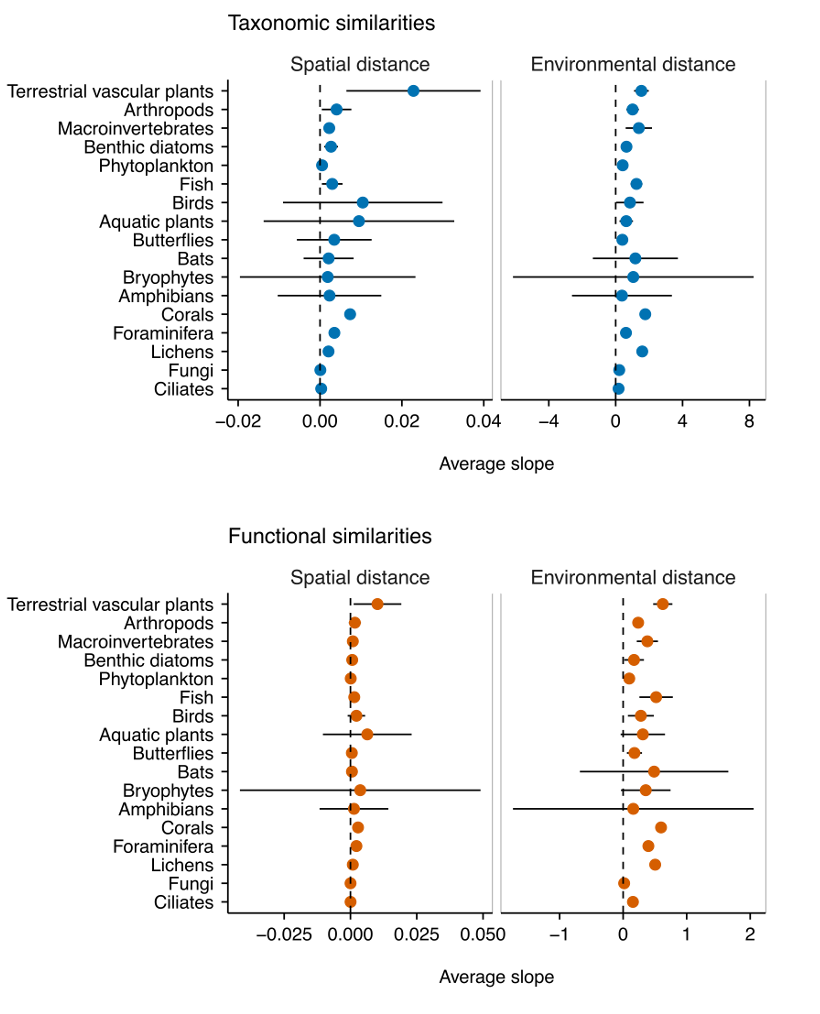 Taxonomic similarities
Spatial distance
Environmental distance
Terrestrial vascular plants
Arthropods
Macroinvertebrates
Benthic diatoms
Phytoplankton
Fish
Birds
Aquatic plants
Butterflies
Bats
Bryophytes
Amphibians
Corals
Foraminifera
Lichens
Fungi
Ciliates
−0.02 0.00 0.02 0.04 −4 0 4 8
Average slope
Functional similarities
Spatial distance
Environmental distance
Terrestrial vascular plants
Arthropods
Macroinvertebrates
Benthic diatoms
Phytoplankton
Fish
Birds
Aquatic plants
Butterflies
Bats
Bryophytes
Amphibians
Corals
Foraminifera
Lichens
Fungi
Ciliates
−0.025 0.000 0.025 0.050 −1 0 1 2
Average slope